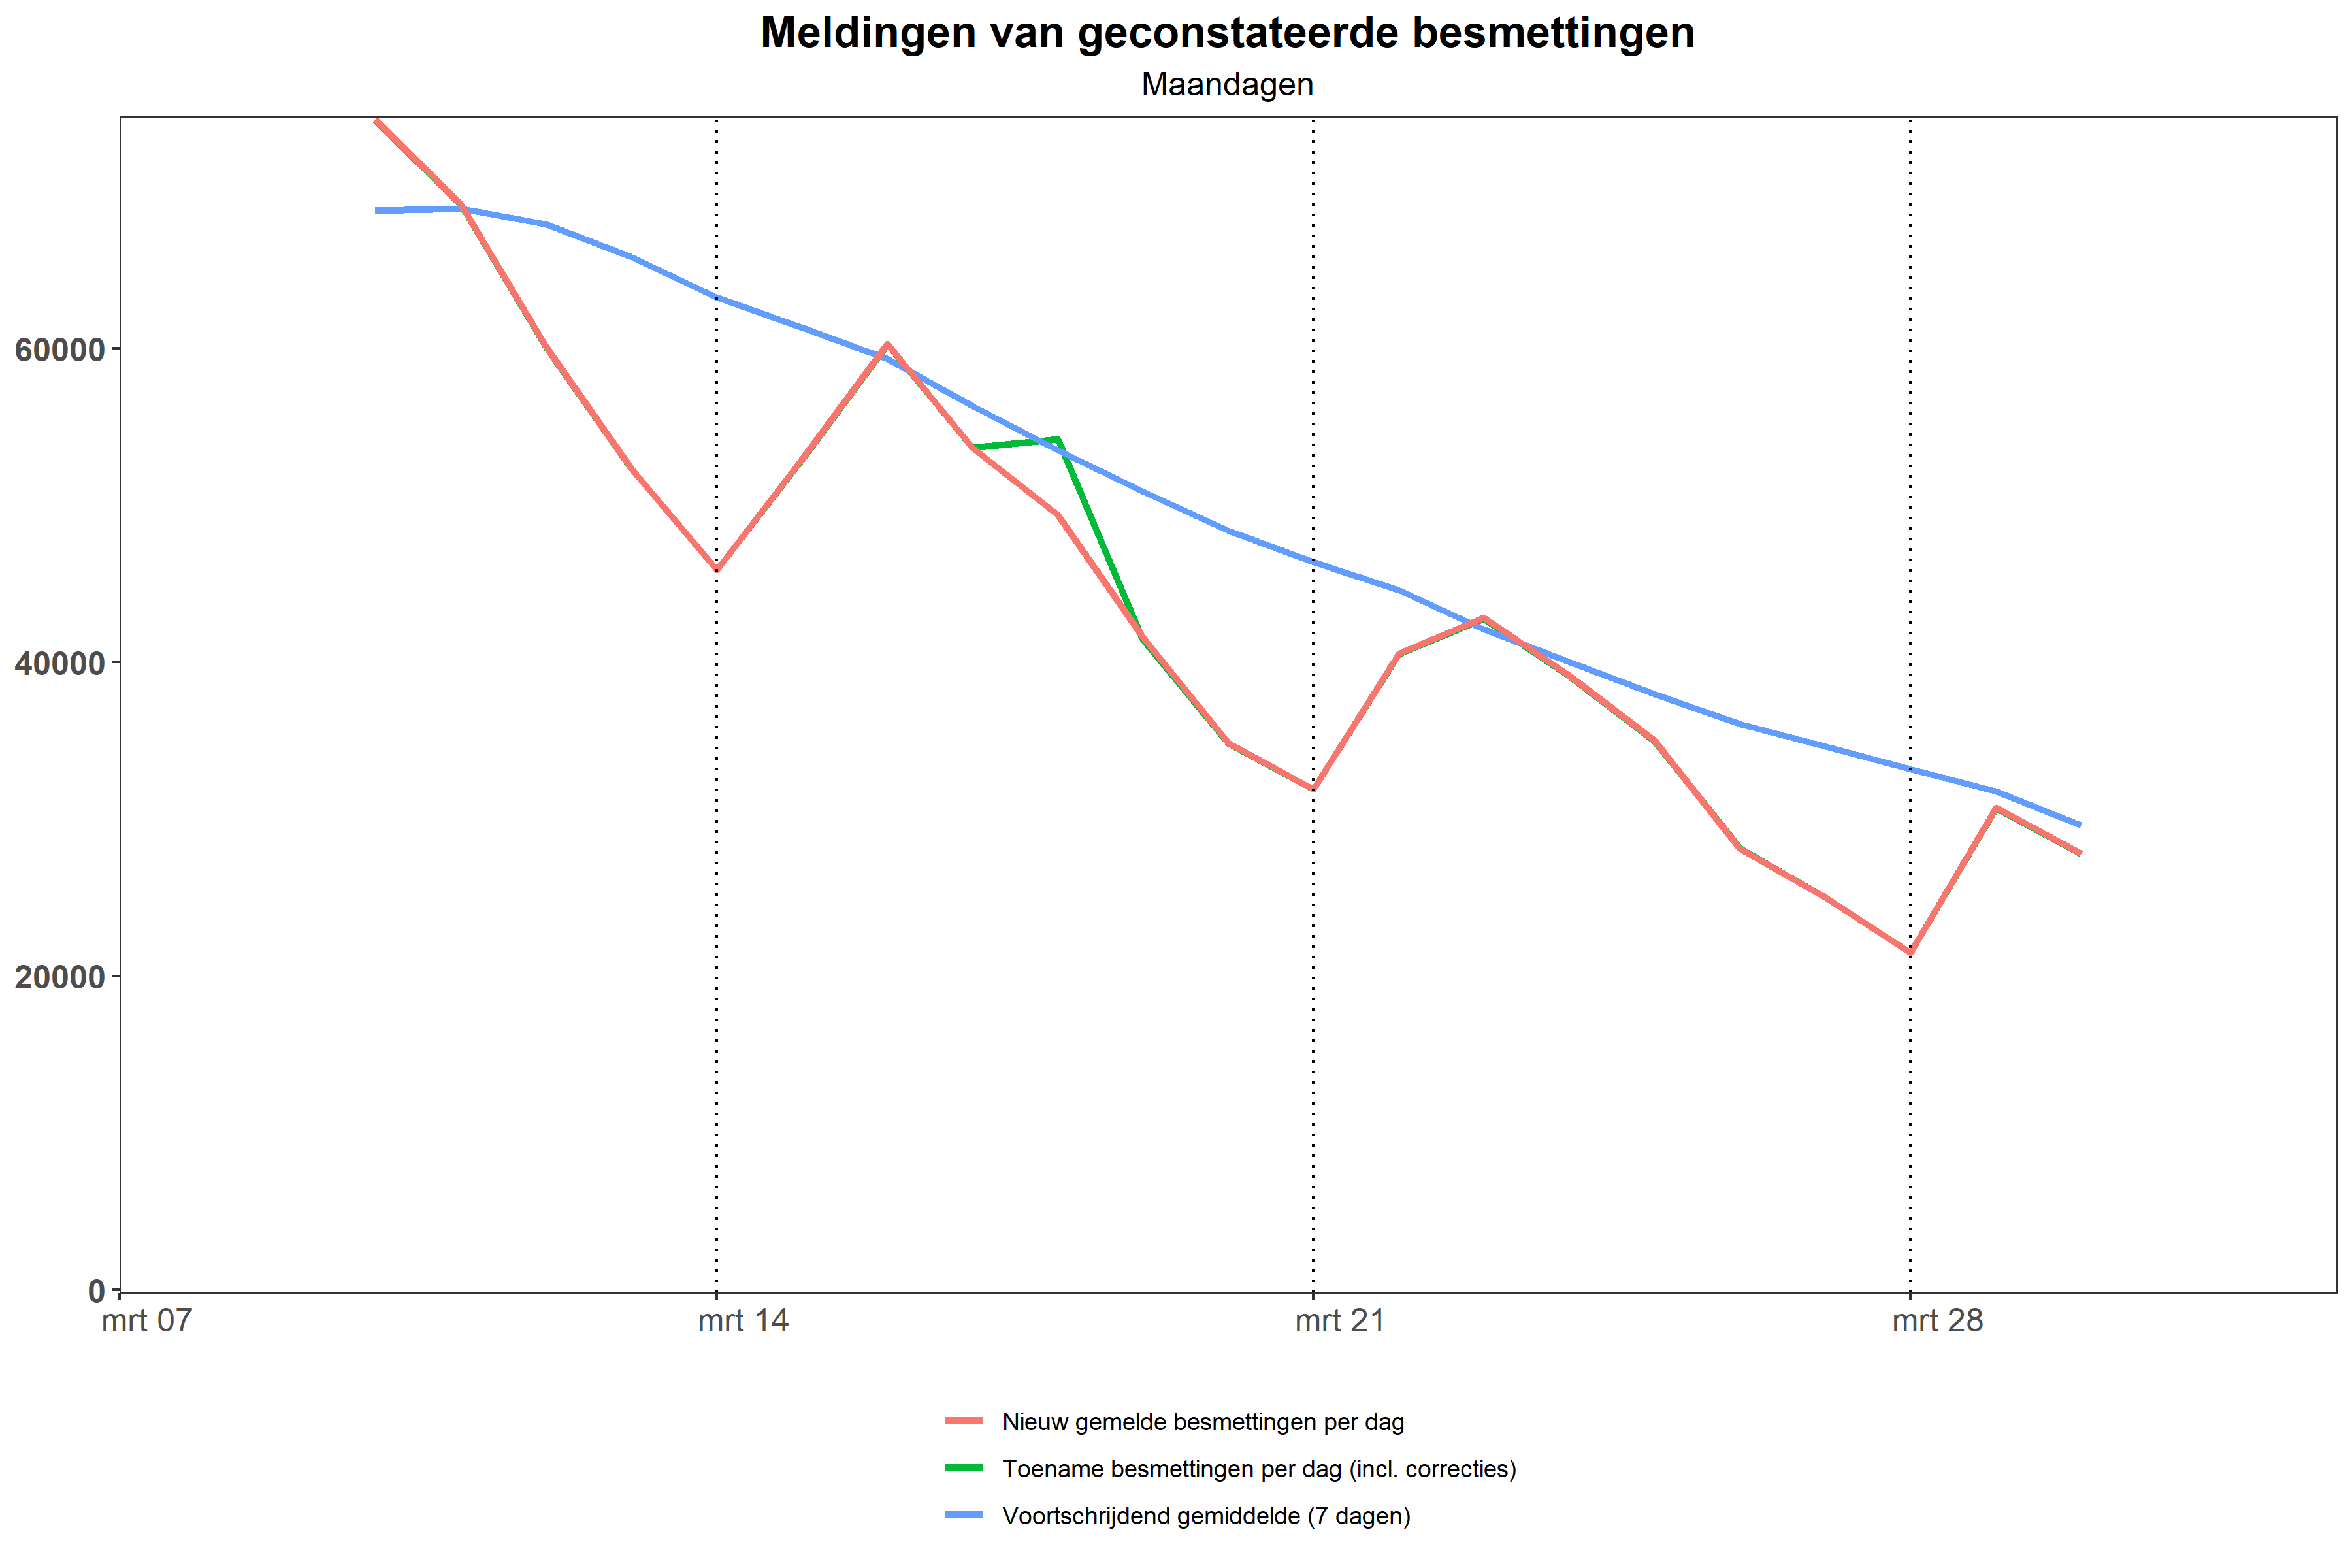 Meldingen van geconstateerde besmettingen
Maandagen
60000
40000
20000
0
mrt 07
mrt 14
mrt 21
mrt 28
Nieuw gemelde besmettingen per dag
Toename besmettingen per dag (incl. correcties)
Voortschrijdend gemiddelde (7 dagen)